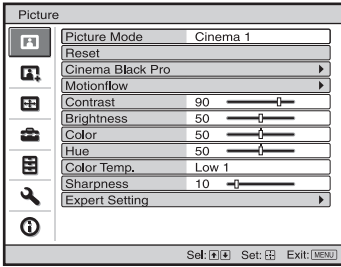 Picture
Picture Mode Cinema 1
Reset
Cinema Black Pro
Motionflow
Contrast 90
Brightness 50
Color 50
Hue 50
Color Temp. Low 1
Sharpness 10
Expert Setting
Sel: Set: Exit: MENU